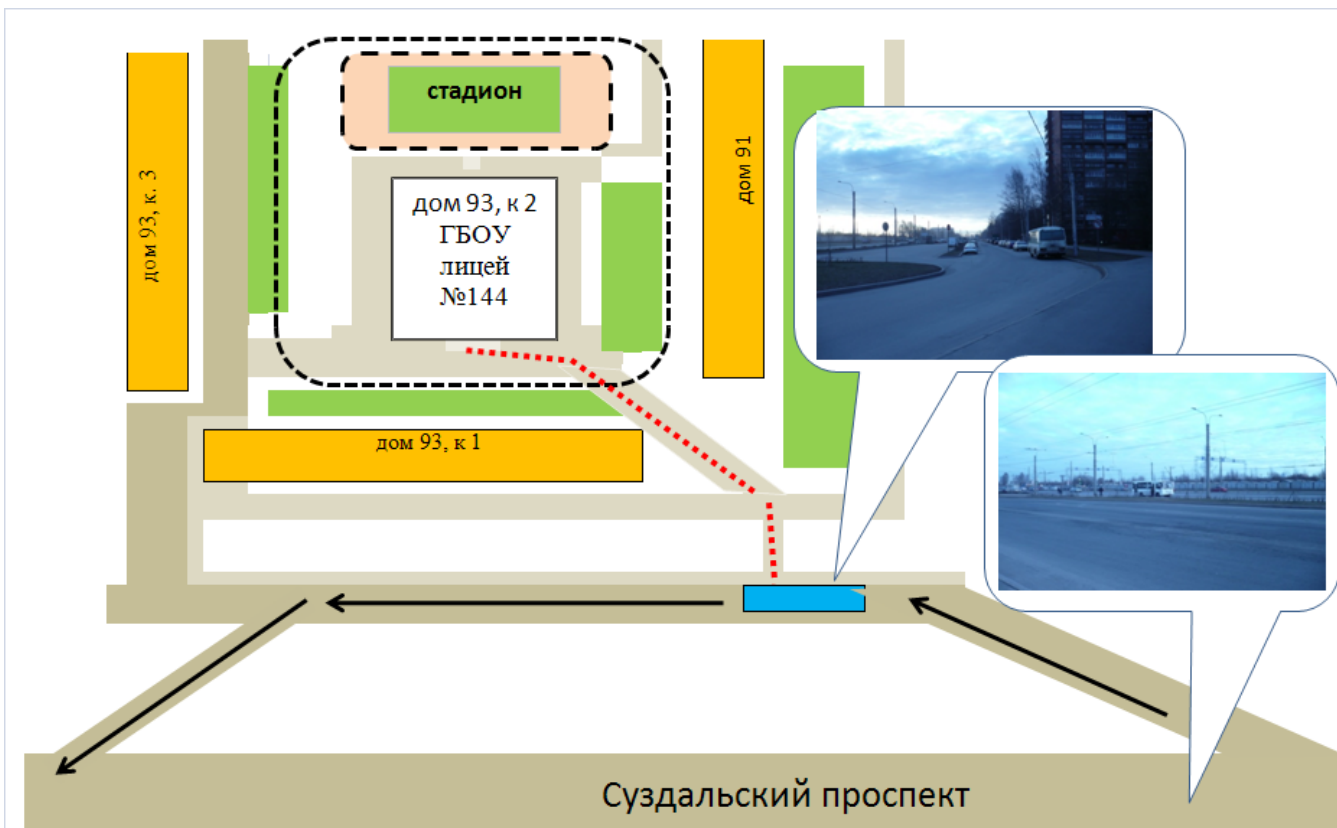 стадион
дом 93, к. 3
дом 93, к 2
ГБОУ
лицей
№144
дом 91
дом 93, к 1
Суздальский проспект